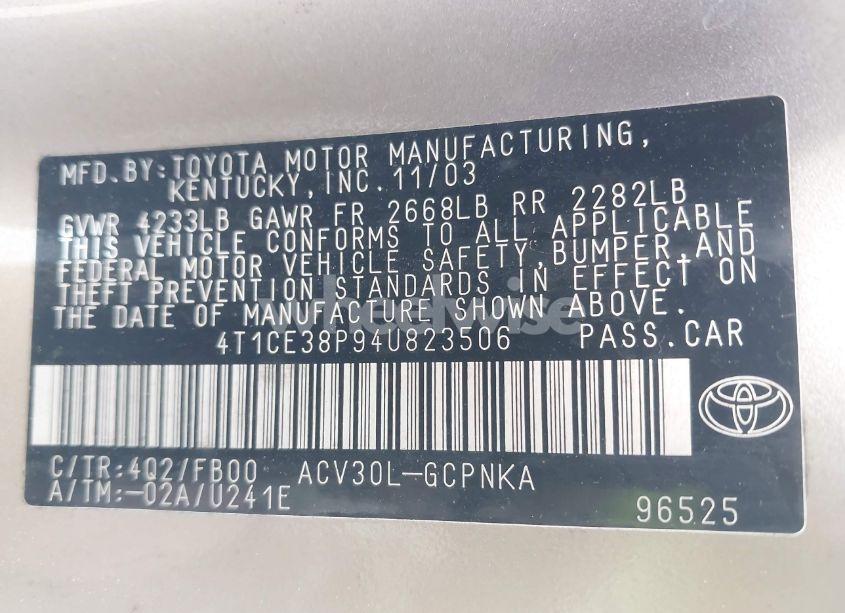 MFD. BY: TOYOTA MOTOR MANUFACTURING,
KENTUCKY, INC. 11/03
GVWR 4233LB GAWR FR 2668LB RR 2282LB
THIS VEHICLE CONFORMS TO ALL APPLICABLE
FEDERAL MOTOR VEHICLE SAFETY, BUMPER, AND
THEFT PREVENTION STANDARDS IN EFFECT ON
THE DATE OF MANUFACTURE SHOWN ABOVE.
wheelwise
4T1CE38P94U823506 PASS. CAR
C/TR: 4Q2/FB00 ACV30L-GCPNKA
A/TM: -02A/U241E
96525